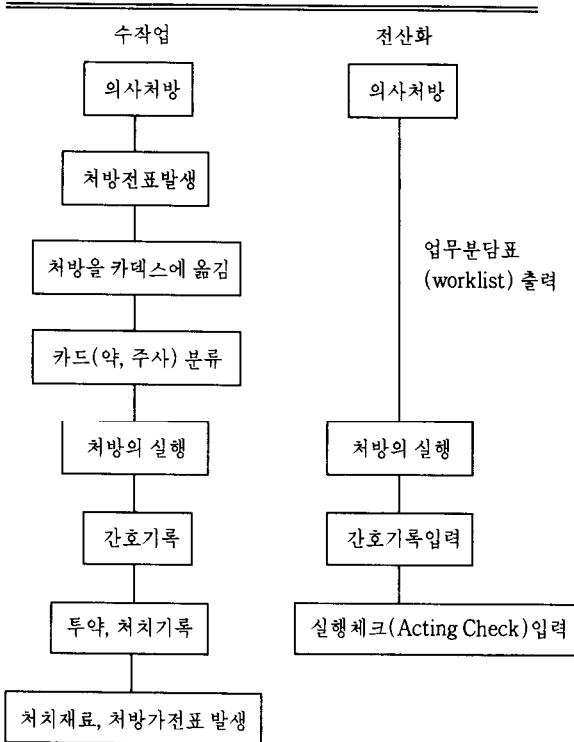 수작업
의사처방
처방전표발생
처방을 카덱스에 옮김
카드(약, 주사) 분류
처방의 실행
간호기록
투약, 처치기록
처치재료, 처방가전표 발생
전산화
의사처방
업무분담표
(worklist) 출력
처방의 실행
간호기록입력
실행체크(Acting Check)입력